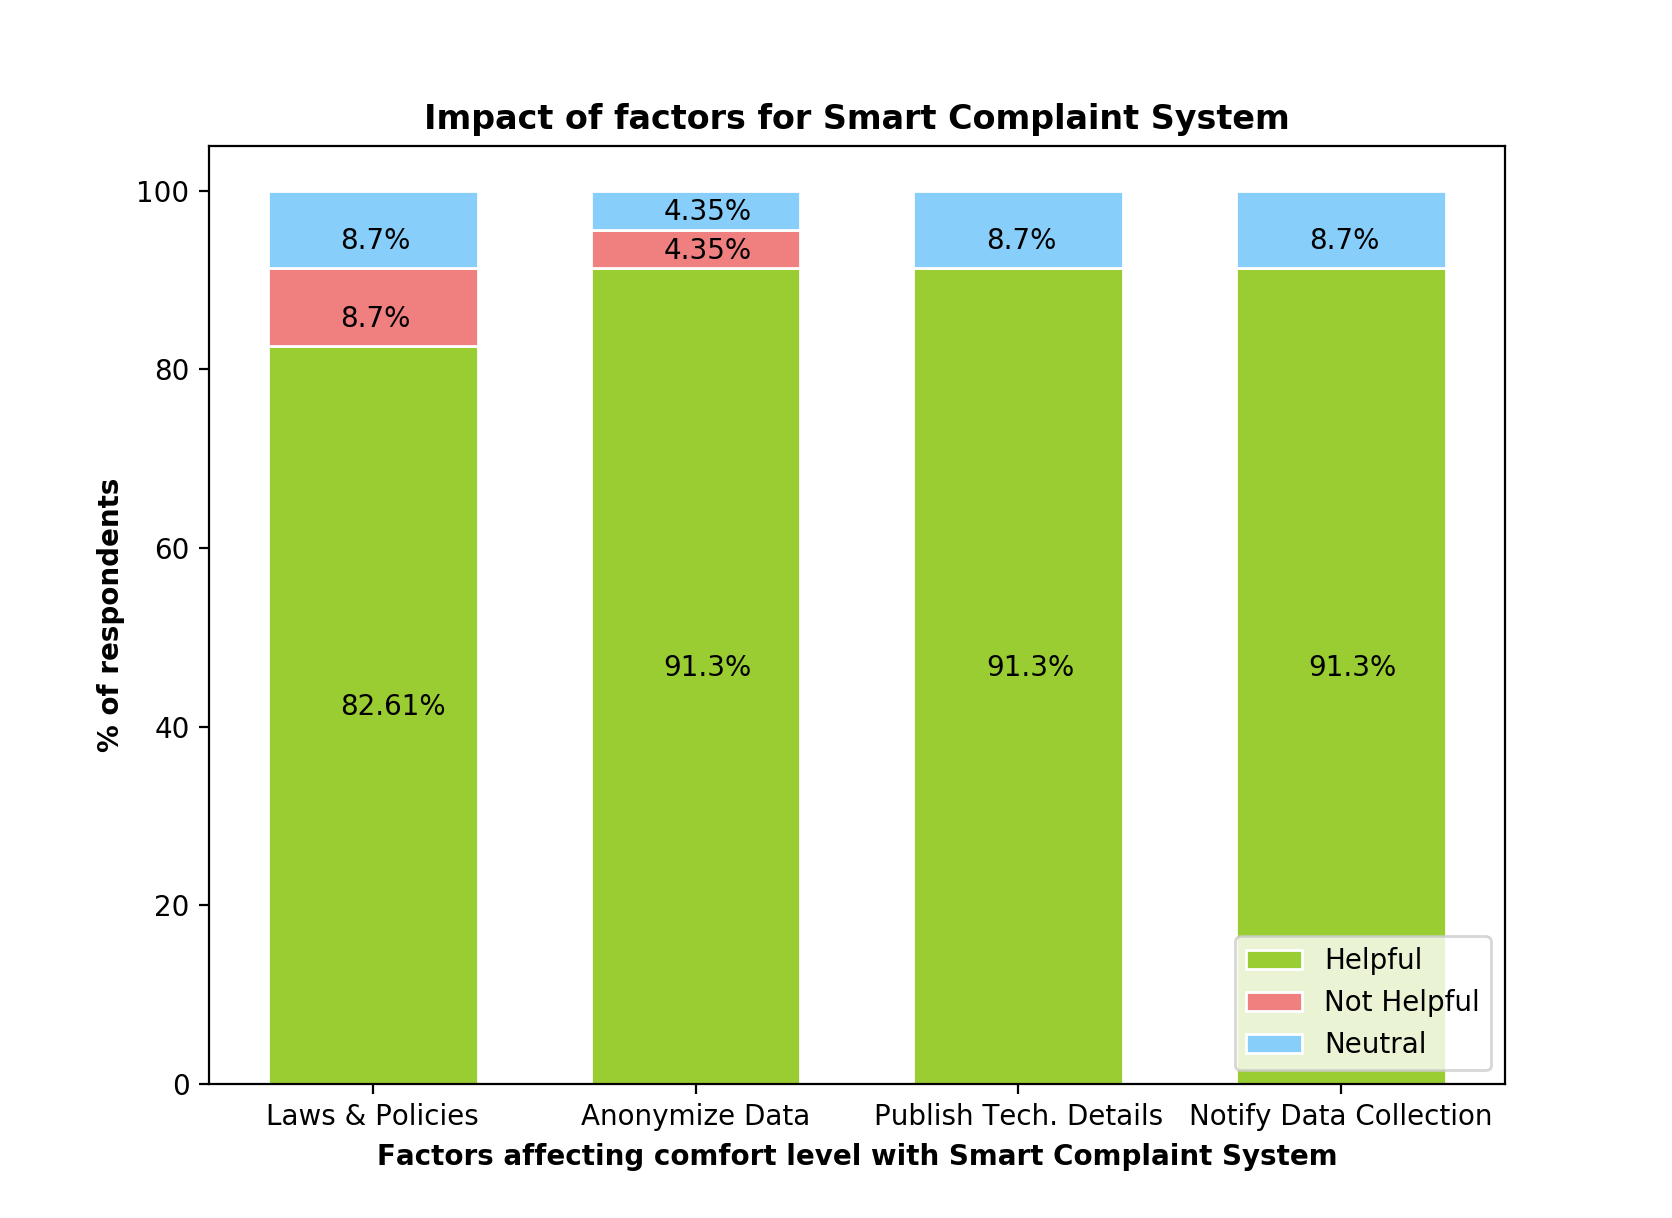 Impact of factors for Smart Complaint System
100
80
60
40
20
0
% of respondents
8.7%
8.7%
82.61%
4.35%
4.35%
91.3%
8.7%
91.3%
8.7%
91.3%
Helpful
Not Helpful
Neutral
Laws & Policies
Anonymize Data
Publish Tech. Details
Notify Data Collection
Factors affecting comfort level with Smart Complaint System